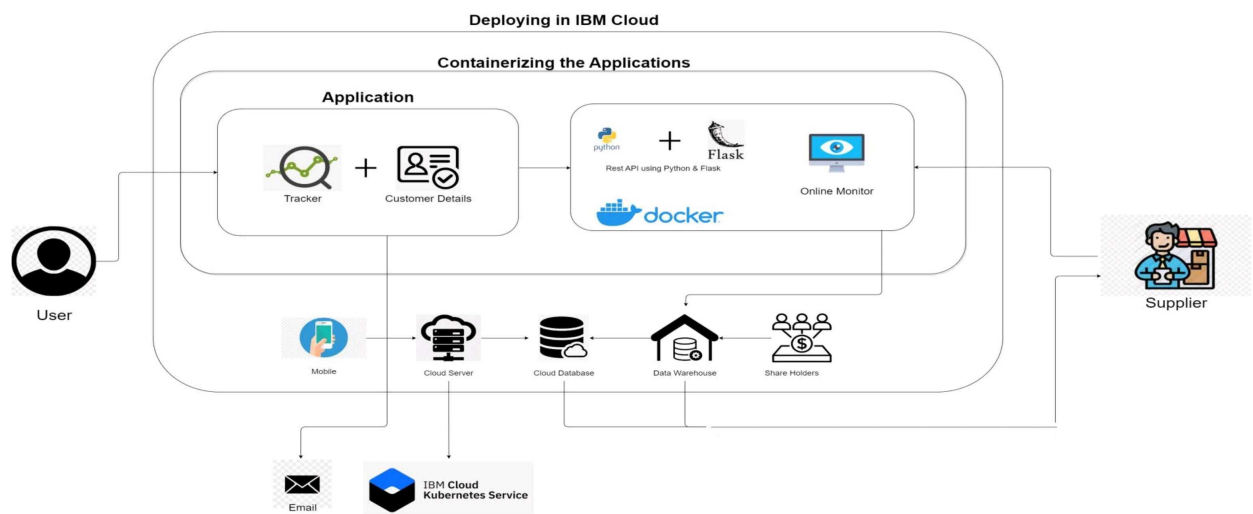 Deploying in IBM Cloud
Containerizing the Applications
Application
python
Flask
Rest API using Python & Flask
Tracker
Customer Details
Online Monitor
docker
User
Supplier
Mobile
Cloud Server
Cloud Database
Data Warehouse
Share Holders
Email
IBM Cloud
Kubernetes Service